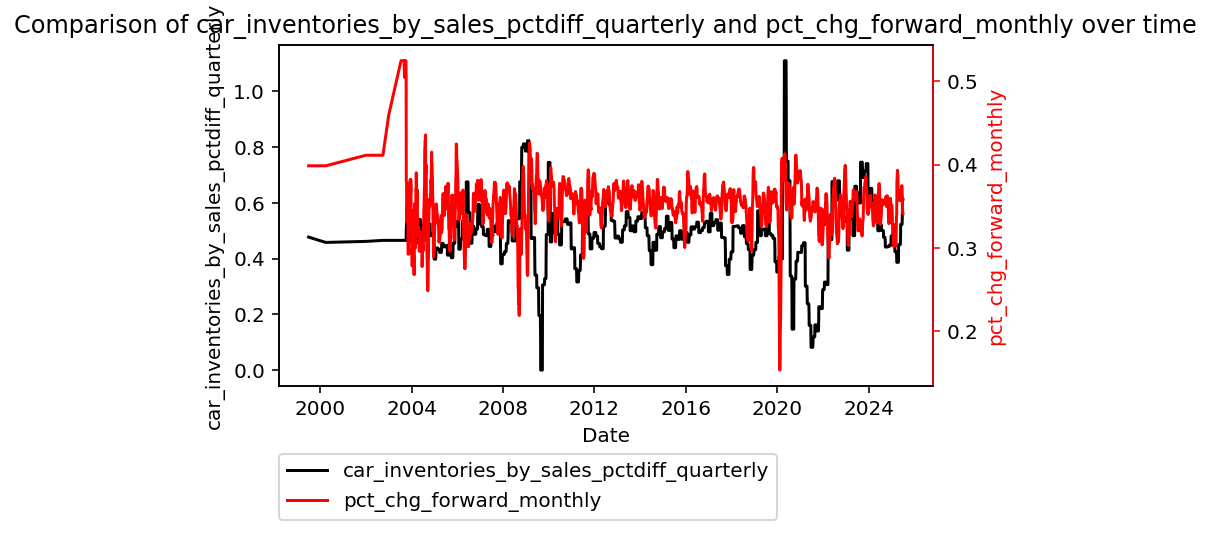 Comparison of car_inventories_by_sales_pctdiff_quarterly and pct_chg_forward_monthly over time
car_inventories_by_sales_pctdiff_quarterly
1.0
0.8
0.6
0.4
0.2
0.0
0.5
0.4
0.3
0.2
pct_chg_forward_monthly
2000 2004 2008 2012 2016 2020 2024
Date
car_inventories_by_sales_pctdiff_quarterly
pct_chg_forward_monthly